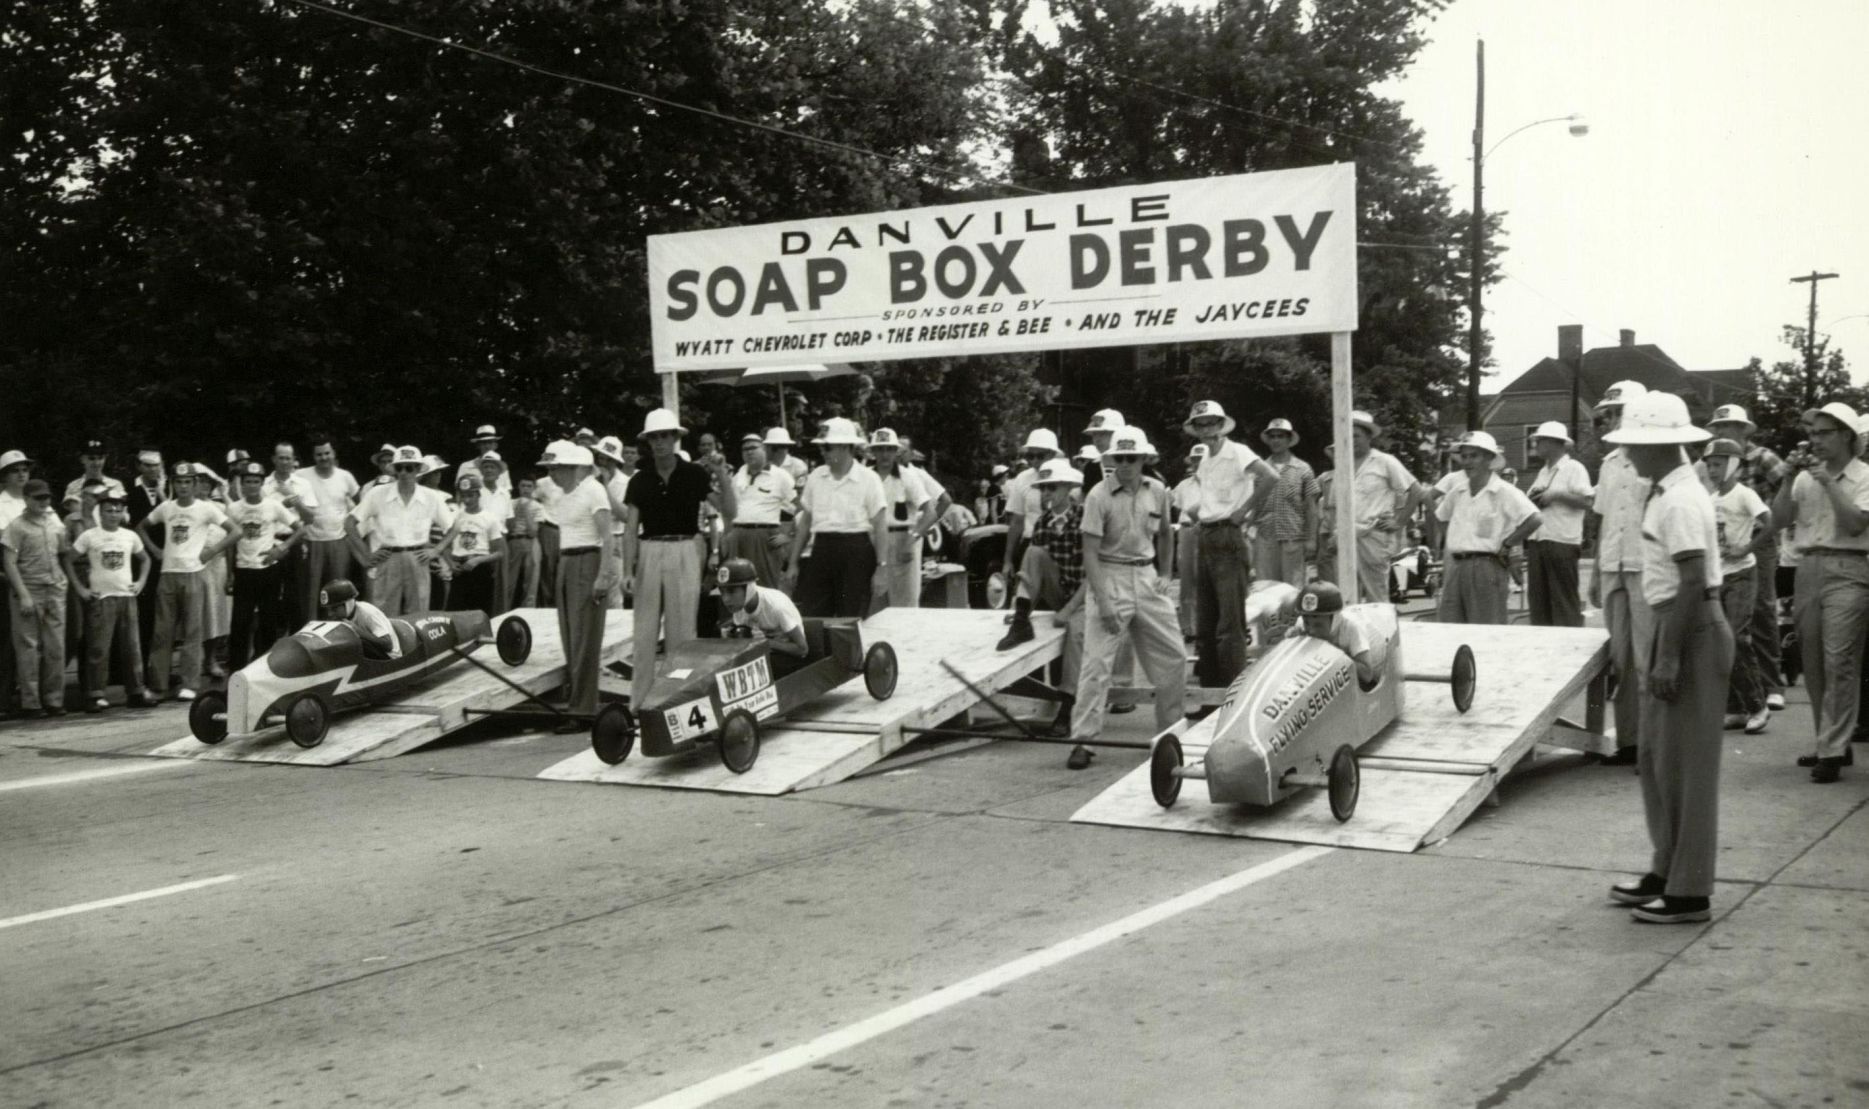 DANVILLE
SOAP BOX DERBY
SPONSORED BY
WYATT CHEVROLET CORP • THE REGISTER & BEE • AND THE JAYCEES
11
COLA
WBTM
B
4
DANVILLE
FLYING SERVICE